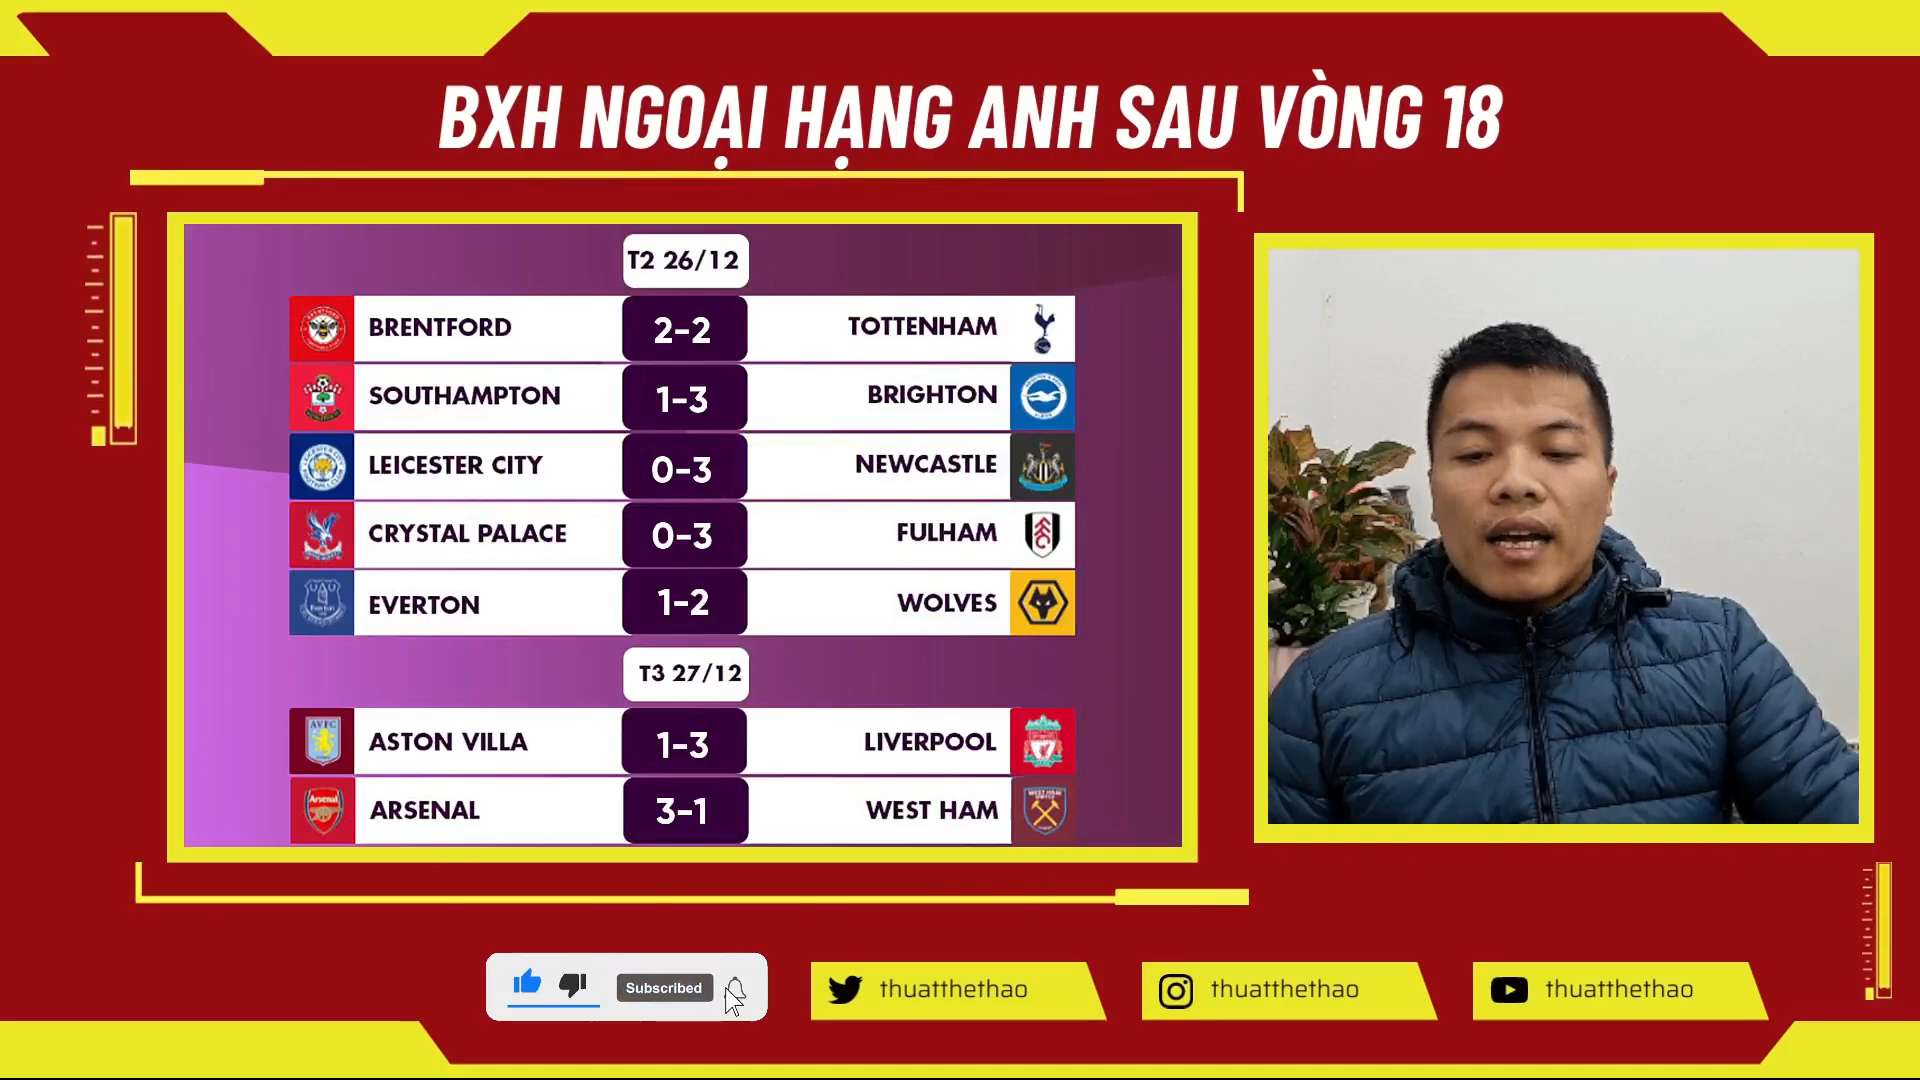 BXH NGOẠI HẠNG ANH SAU VÒNG 18
T2 26/12
BRENTFORD 2-2 TOTTENHAM
SOUTHAMPTON 1-3 BRIGHTON
LEICESTER CITY 0-3 NEWCASTLE
CRYSTAL PALACE 0-3 FULHAM
EVERTON 1-2 WOLVES
T3 27/12
AVFC
ASTON VILLA 1-3 LIVERPOOL
Arsenal
ARSENAL 3-1 WEST HAM
Subscribed
thuatthethao
thuatthethao
thuatthethao